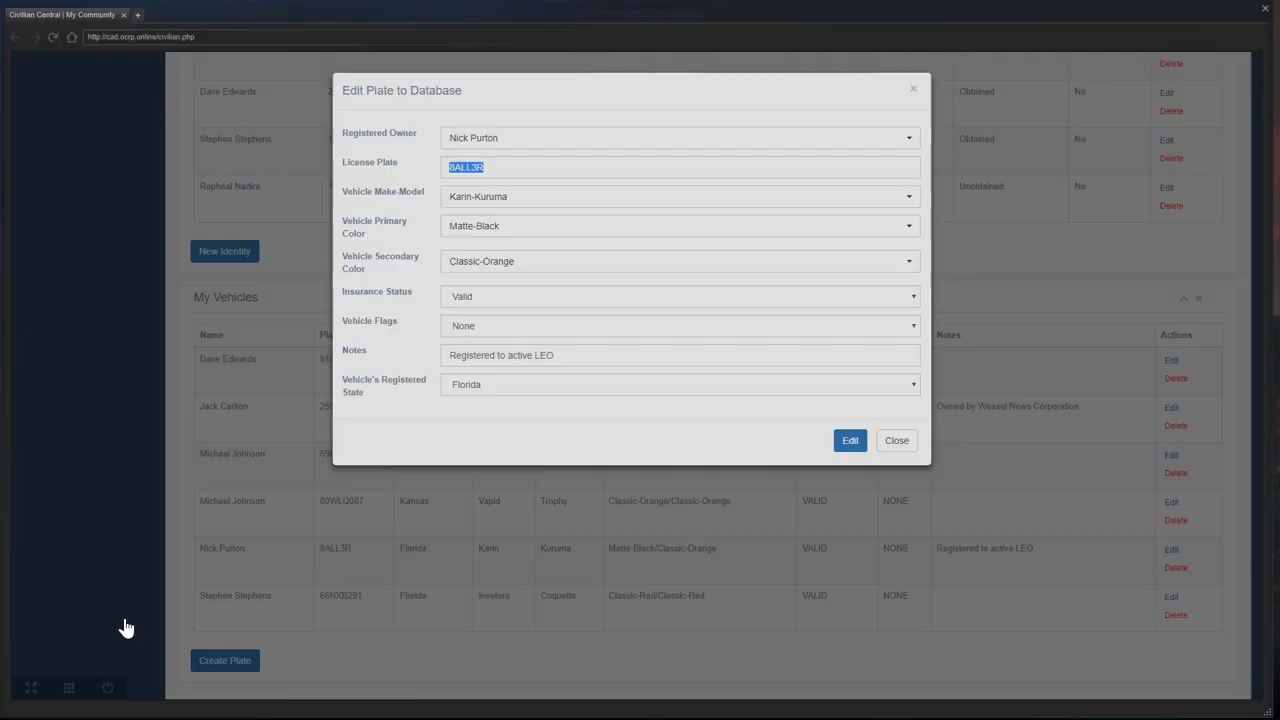 Civilian Central | My Community
http://cad.ocrp.online/civilian.php
Delete
Dave Edwards Obtained No Edit
Delete
Stephen Stephens Obtained No Edit
Delete
Rapheal Nadira Unobtained No Edit
Delete
New Identity
Edit Plate to Database
Registered Owner Nick Purton
License Plate 8ALL3R
Vehicle Make-Model Karin-Kuruma
Vehicle Primary Color Matte-Black
Vehicle Secondary Color Classic-Orange
Insurance Status Valid
Vehicle Flags None
Notes Registered to active LEO
Vehicle's Registered State Florida
Edit Close
My Vehicles
Name Notes Actions
Dave Edwards Edit
Delete
Jack Carlton Owned by Weasel News Corporation Edit
Delete
Michael Johnson Edit
Delete
Michael Johnson 80WLQ087 Kansas Vapid Trophy Classic-Orange/Classic-Orange VALID NONE Edit
Delete
Nick Purton 8ALL3R Florida Karin Kuruma Matte-Black/Classic-Orange VALID NONE Registered to active LEO Edit
Delete
Stephen Stephens 66NXB291 Florida Invetero Coquette Classic-Red/Classic-Red VALID NONE Edit
Delete
Create Plate